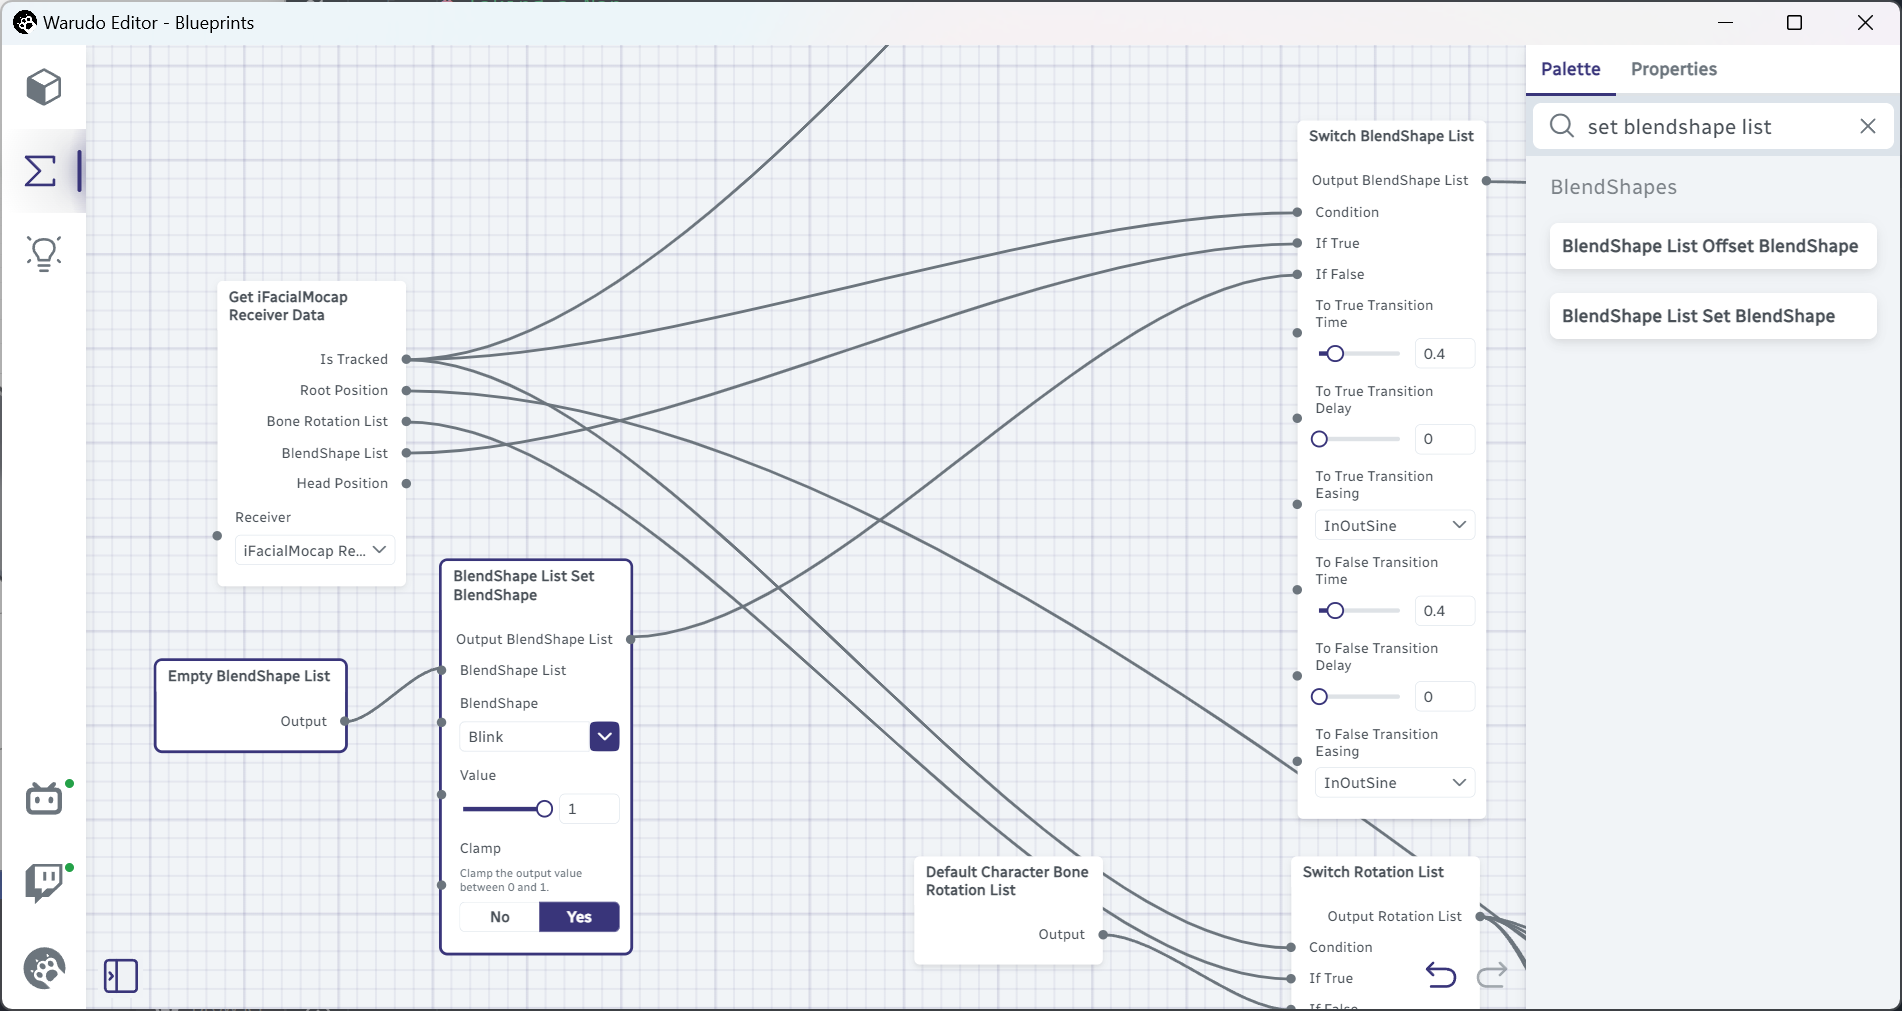 Warudo Editor - Blueprints
Palette
Properties
set blendshape list
BlendShapes
BlendShape List Offset BlendShape
BlendShape List Set BlendShape
Switch BlendShape List
Output BlendShape List
Condition
If True
If False
To True Transition
Time
0.4
To True Transition
Delay
0
To True Transition
Easing
InOutSine
To False Transition
Time
0.4
To False Transition
Delay
0
To False Transition
Easing
InOutSine
Get iFacialMocap
Receiver Data
Is Tracked
Root Position
Bone Rotation List
BlendShape List
Head Position
Receiver
iFacialMocap Re...
BlendShape List Set
BlendShape
Output BlendShape List
BlendShape List
BlendShape
Blink
Value
1
Clamp
Clamp the output value
between 0 and 1.
No
Yes
Empty BlendShape List
Output
Default Character Bone
Rotation List
Output
Switch Rotation List
Output Rotation List
Condition
If True
If False